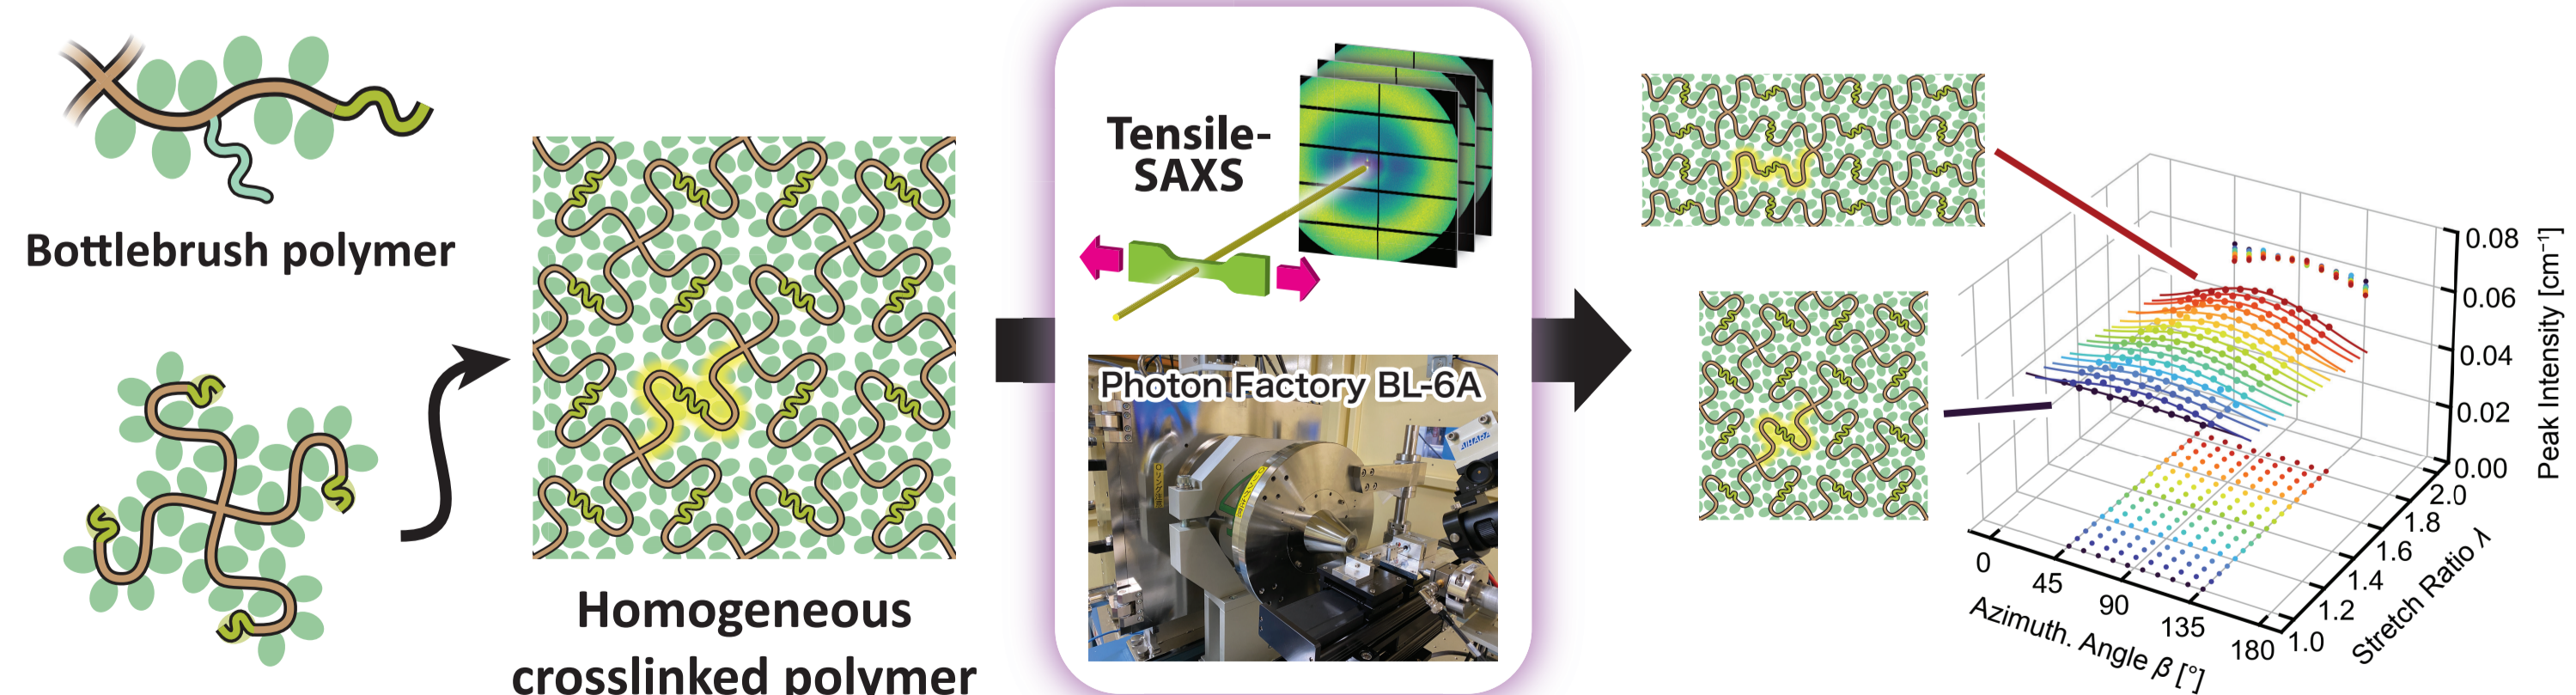 Bottlebrush polymer
Homogeneous
crosslinked polymer
Tensile-
SAXS
Photon Factory BL-6A
AIHARA
0.08
0.06
0.04
0.02
0.00
Peak Intensity [cm⁻¹]
2.0
1.8
1.6
1.4
1.2
1.0
Stretch Ratio λ
0
45
90
135
180
Azimuth. Angle β [°]